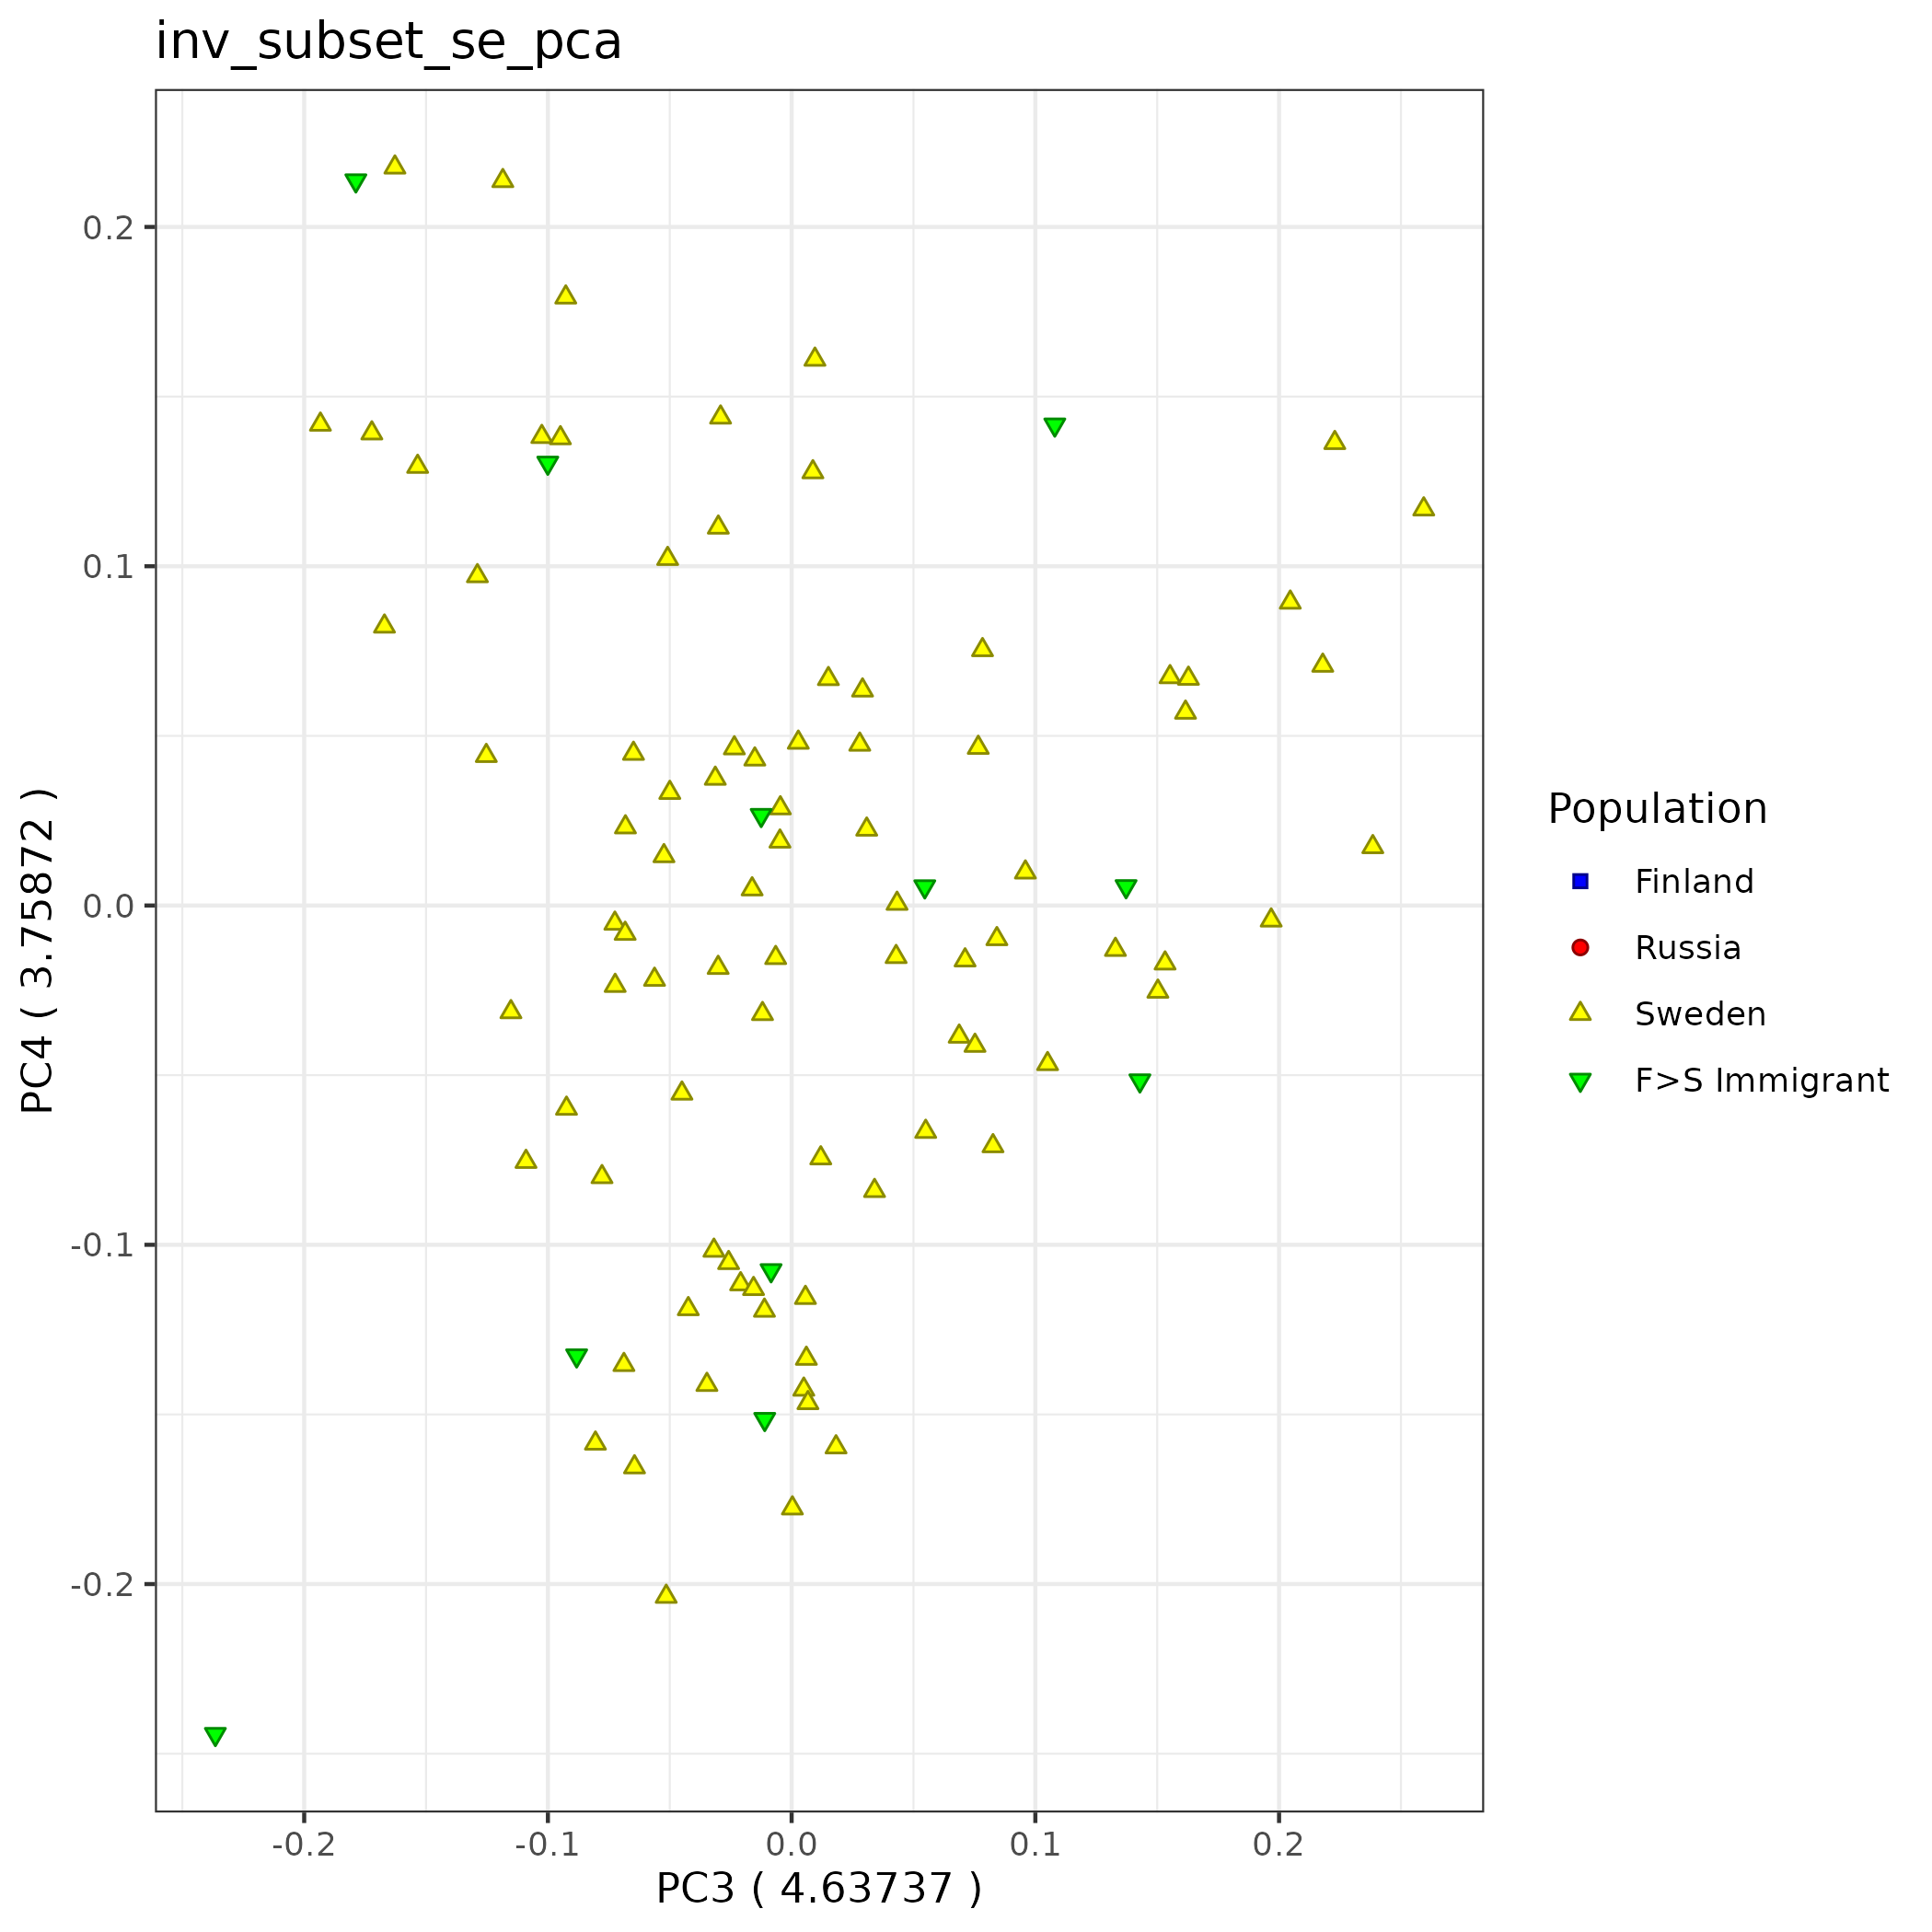 inv_subset_se_pca
0.2
0.1
0.0
-0.1
-0.2
PC4 ( 3.75872 )
-0.2 -0.1 0.0 0.1 0.2
PC3 ( 4.63737 )
Population
Finland
Russia
Sweden
F>S Immigrant